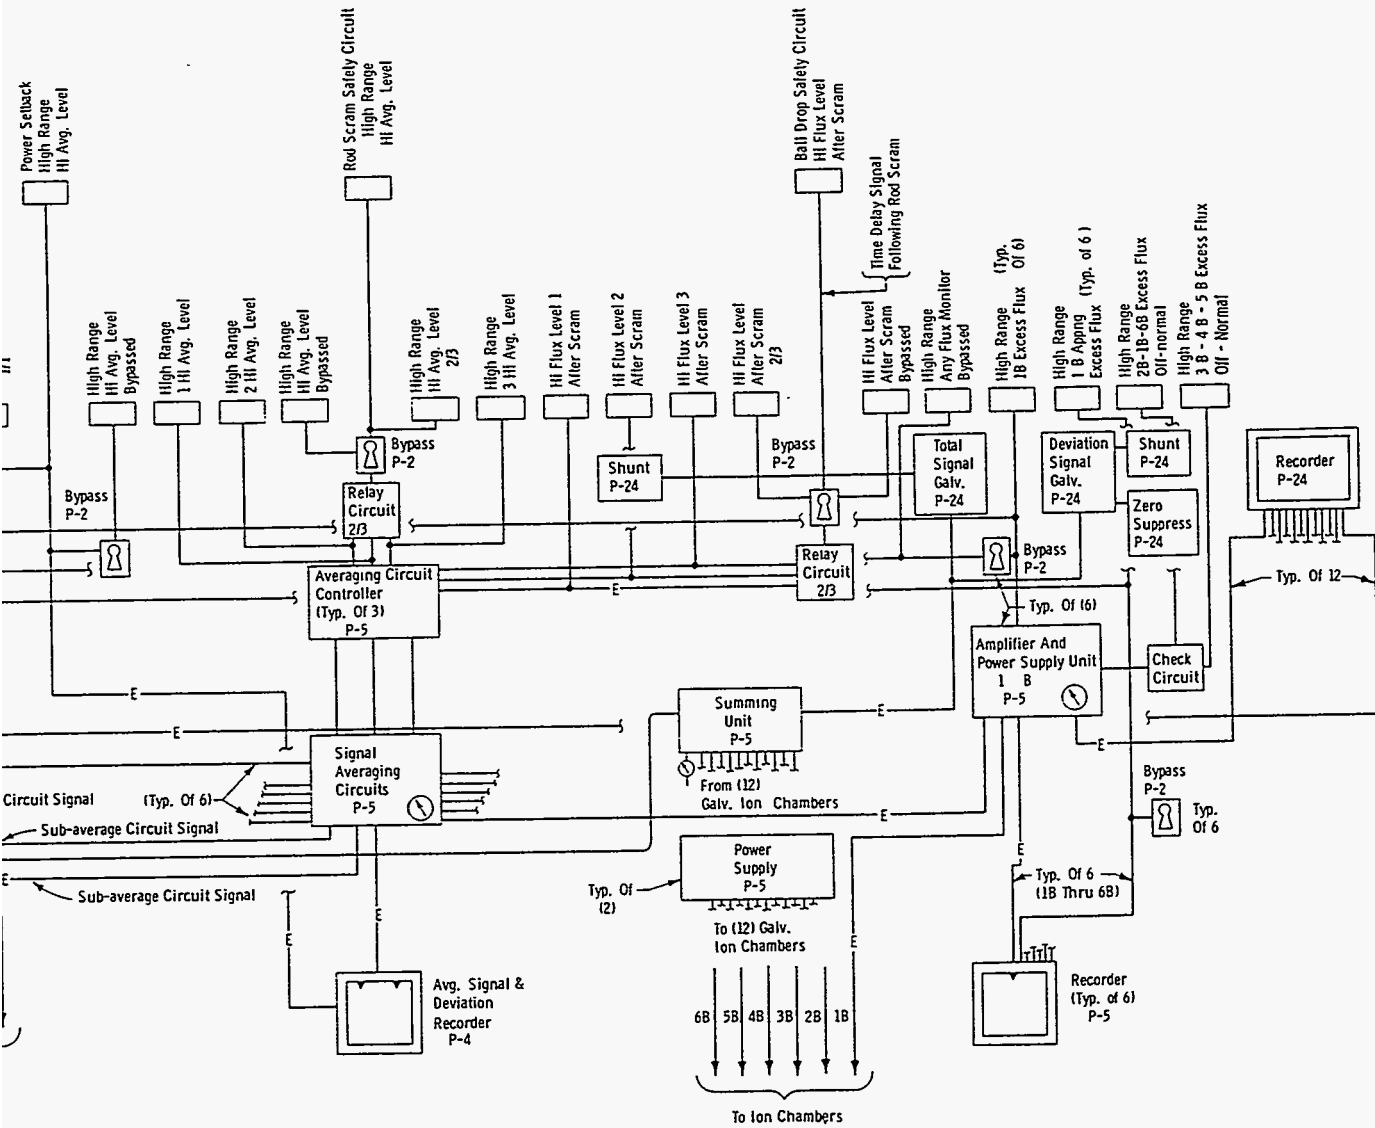 Power Setback
High Range
Hi Avg. Level
Rod Scram Safety Circuit
High Range
Hi Avg. Level
Ball Drop Safety Circuit
Hi Flux Level
After Scram
Time Delay Signal
Following Rod Scram
High Range
Hi Avg. Level
Bypassed
High Range
1 Hi Avg. Level
High Range
2 Hi Avg. Level
High Range
Hi Avg. Level
Bypassed
High Range
Hi Avg. Level
2/3
High Range
3 Hi Avg. Level
Hi Flux Level 1
After Scram
Hi Flux Level 2
After Scram
Hi Flux Level 3
After Scram
Hi Flux Level
After Scram
2/3
Hi Flux Level
After Scram
Bypassed
High Range
Any Flux Monitor
Bypassed
High Range (Typ.
1B Excess Flux Of 6)
High Range
1 B Appng (Typ. of 6)
Excess Flux
High Range
2B-1B-6B Excess Flux
Off-normal
High Range
3 B - 4 B - 5 B Excess Flux
Off - Normal
Bypass
P-2
Bypass
P-2
Relay
Circuit
2/3
Shunt
P-24
Bypass
P-2
Total
Signal
Galv.
P-24
Deviation
Signal
Galv.
P-24
Shunt
P-24
Zero
Suppress
P-24
Recorder
P-24
Averaging Circuit
Controller
(Typ. Of 3)
P-5
E
Relay
Circuit
2/3
Bypass
P-2
Typ. Of 12
Typ. Of (6)
Amplifier And
Power Supply Unit
1 B
P-5
Check
Circuit
E
E
Summing
Unit
P-5
E
E
Signal
Averaging
Circuits
P-5
Circuit Signal
(Typ. Of 6)
From (12)
Galv. Ion Chambers
E
Bypass
P-2
Typ.
Of 6
Sub-average Circuit Signal
E
Sub-average Circuit Signal
Power
Supply
P-5
Typ. Of
(2)
E
Typ. Of 6
(1B Thru 6B)
To (12) Galv.
Ion Chambers
E
E
E
Avg. Signal &
Deviation
Recorder
P-4
6B
5B
4B
3B
2B
1B
Recorder
(Typ. of 6)
P-5
To Ion Chambers